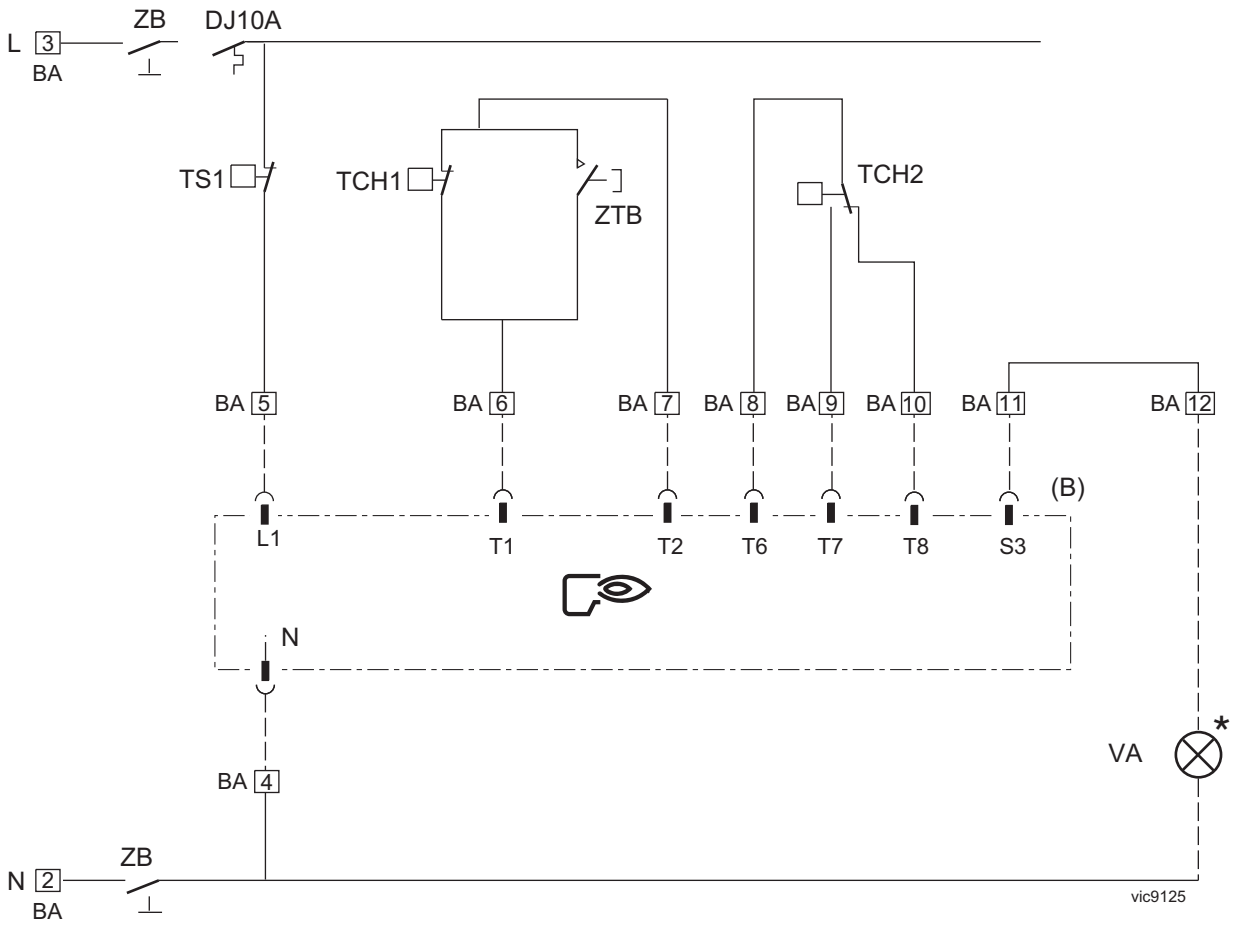 ZB DJ10A
L 3
BA
TS1 TCH1 ZTB TCH2
BA 5 BA 6 BA 7 BA 8 BA 9 BA 10 BA 11 BA 12
(B)
L1 T1 T2 T6 T7 T8 S3
N
VA *
BA 4
ZB
N 2
BA
vic9125